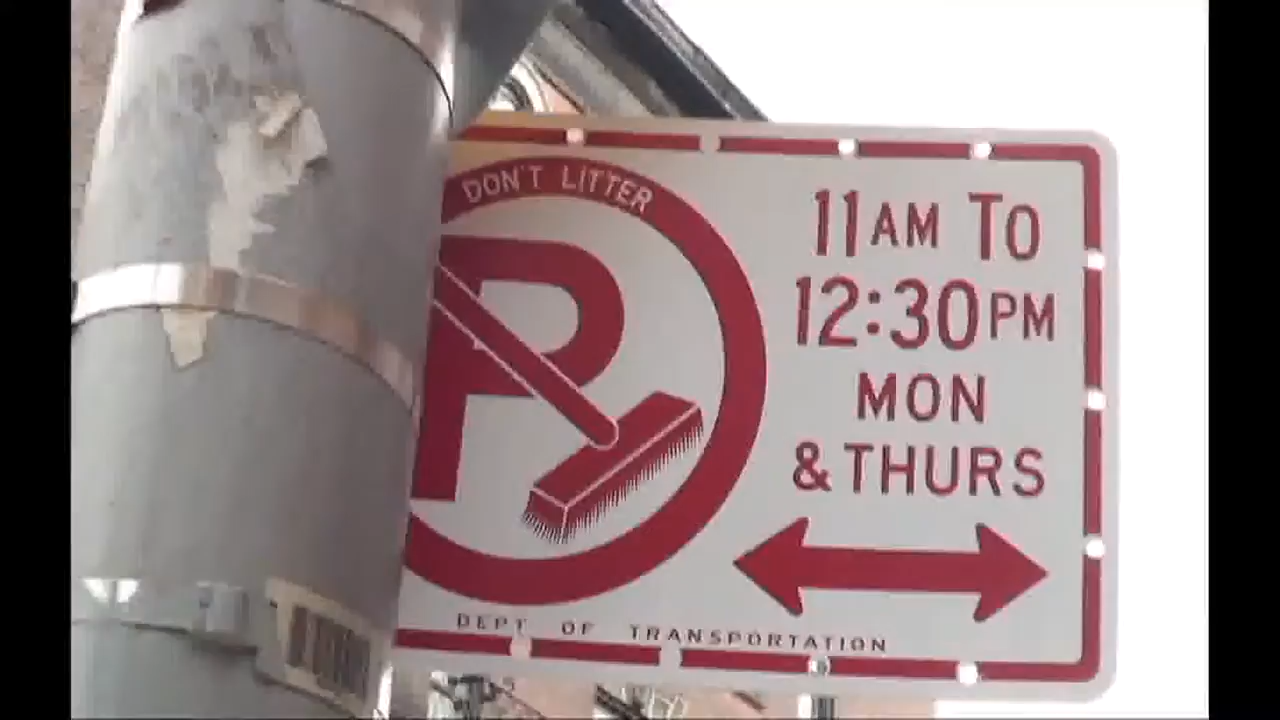 DON'T LITTER
P
11AM TO
12:30PM
MON
& THURS
DEPT OF TRANSPORTATION